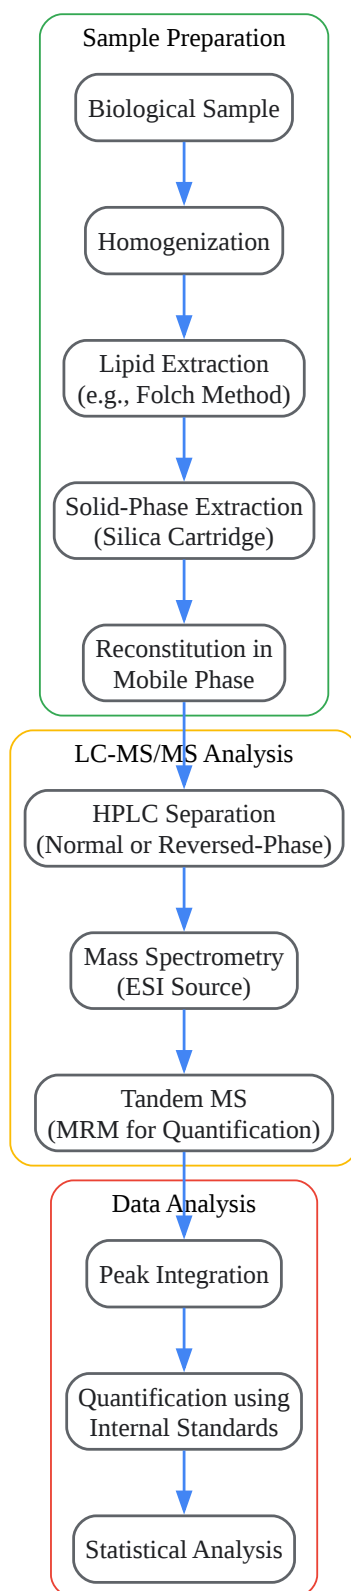 Sample Preparation
Biological Sample
Homogenization
Lipid Extraction
(e.g., Folch Method)
Solid-Phase Extraction
(Silica Cartridge)
Reconstitution in
Mobile Phase
LC-MS/MS Analysis
HPLC Separation
(Normal or Reversed-Phase)
Mass Spectrometry
(ESI Source)
Tandem MS
(MRM for Quantification)
Data Analysis
Peak Integration
Quantification using
Internal Standards
Statistical Analysis